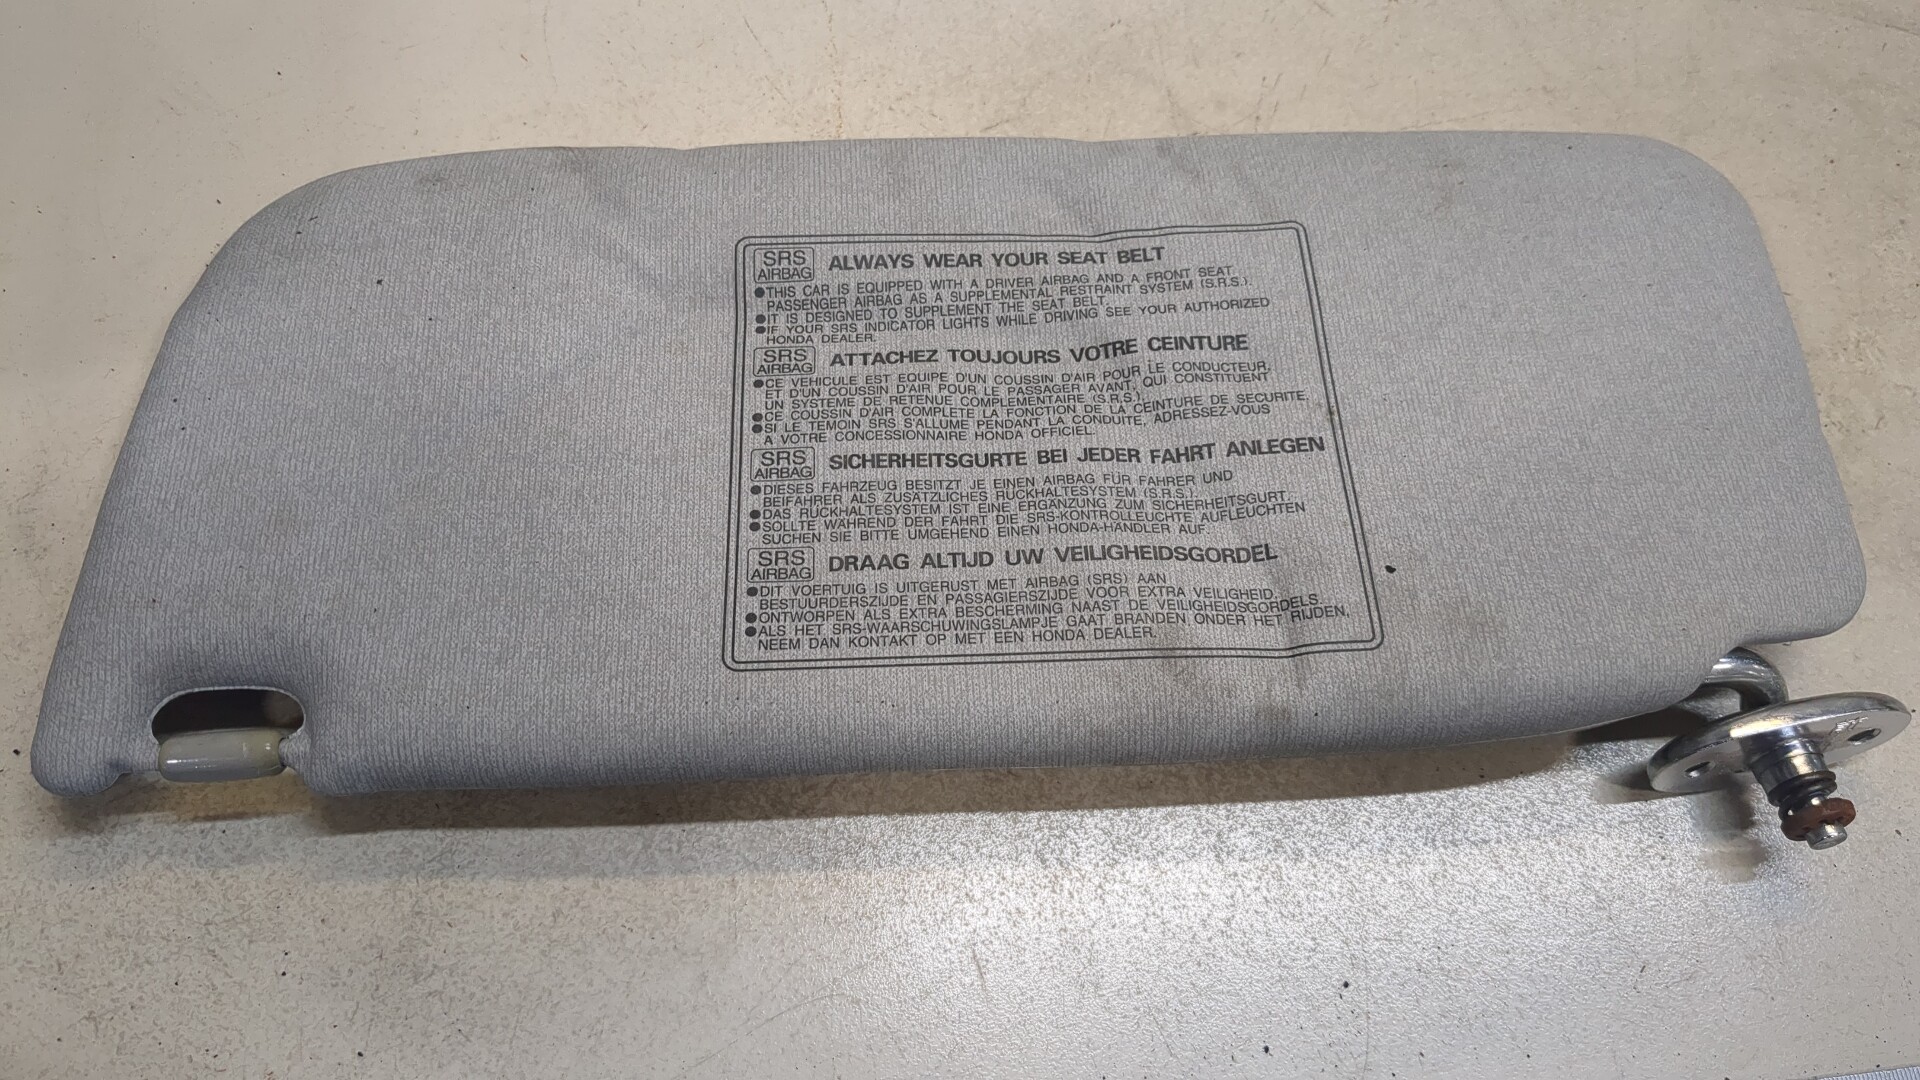 SRS AIRBAG ALWAYS WEAR YOUR SEAT BELT
●THIS CAR IS EQUIPPED WITH A DRIVER AIRBAG AND A FRONT SEAT
PASSENGER AIRBAG AS A SUPPLEMENTAL RESTRAINT SYSTEM (S.R.S.).
●IT IS DESIGNED TO SUPPLEMENT THE SEAT BELT.
●IF YOUR SRS INDICATOR LIGHTS WHILE DRIVING SEE YOUR AUTHORIZED
HONDA DEALER.
SRS AIRBAG ATTACHEZ TOUJOURS VOTRE CEINTURE
●CE VEHICULE EST EQUIPE D'UN COUSSIN D'AIR POUR LE CONDUCTEUR,
ET D'UN COUSSIN D'AIR POUR LE PASSAGER AVANT, QUI CONSTITUENT
UN SYSTEME DE RETENUE COMPLEMENTAIRE (S.R.S.).
●CE COUSSIN D'AIR COMPLETE LA FONCTION DE LA CEINTURE DE SECURITE.
●SI LE TEMOIN SRS S'ALLUME PENDANT LA CONDUITE, ADRESSEZ-VOUS
A VOTRE CONCESSIONNAIRE HONDA OFFICIEL.
SRS AIRBAG SICHERHEITSGURTE BEI JEDER FAHRT ANLEGEN
●DIESES FAHRZEUG BESITZT JE EINEN AIRBAG FÜR FAHRER UND
BEIFAHRER ALS ZUSÄTZLICHES RÜCKHALTESYSTEM (S.R.S.).
●DAS RÜCKHALTESYSTEM IST EINE ERGÄNZUNG ZUM SICHERHEITSGURT.
●SOLLTE WÄHREND DER FAHRT DIE SRS-KONTROLLEUCHTE AUFLEUCHTEN
SUCHEN SIE BITTE UMGEHEND EINEN HONDA-HÄNDLER AUF.
SRS AIRBAG DRAAG ALTIJD UW VEILIGHEIDSGORDEL
●DIT VOERTUIG IS UITGERUST MET AIRBAG (SRS) AAN
BESTUURDERSZIJDE EN PASSAGIERSZIJDE VOOR EXTRA VEILIGHEID.
●ONTWORPEN ALS EXTRA BESCHERMING NAAST DE VEILIGHEIDSGORDELS.
●ALS HET SRS-WAARSCHUWINGSLAMPJE GAAT BRANDEN ONDER HET RIJDEN,
NEEM DAN KONTAKT OP MET EEN HONDA DEALER.